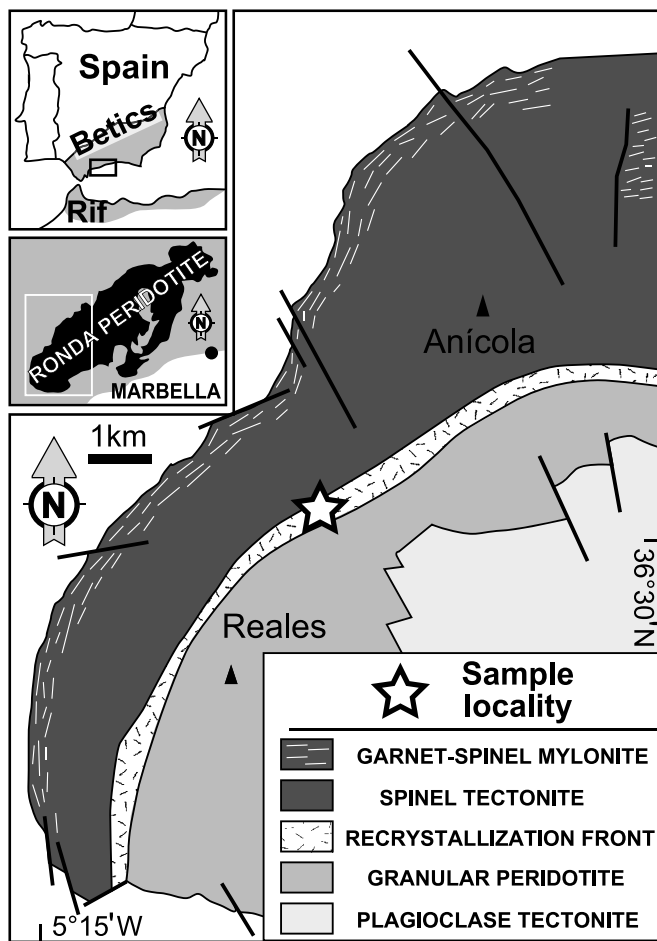 Spain
Betics
N
Rif
RONDA PERIDOTITE
N
MARBELLA
1km
N
Anícola
Reales
36°30'N
5°15'W
Sample
locality
GARNET-SPINEL MYLONITE
SPINEL TECTONITE
RECRYSTALLIZATION FRONT
GRANULAR PERIDOTITE
PLAGIOCLASE TECTONITE